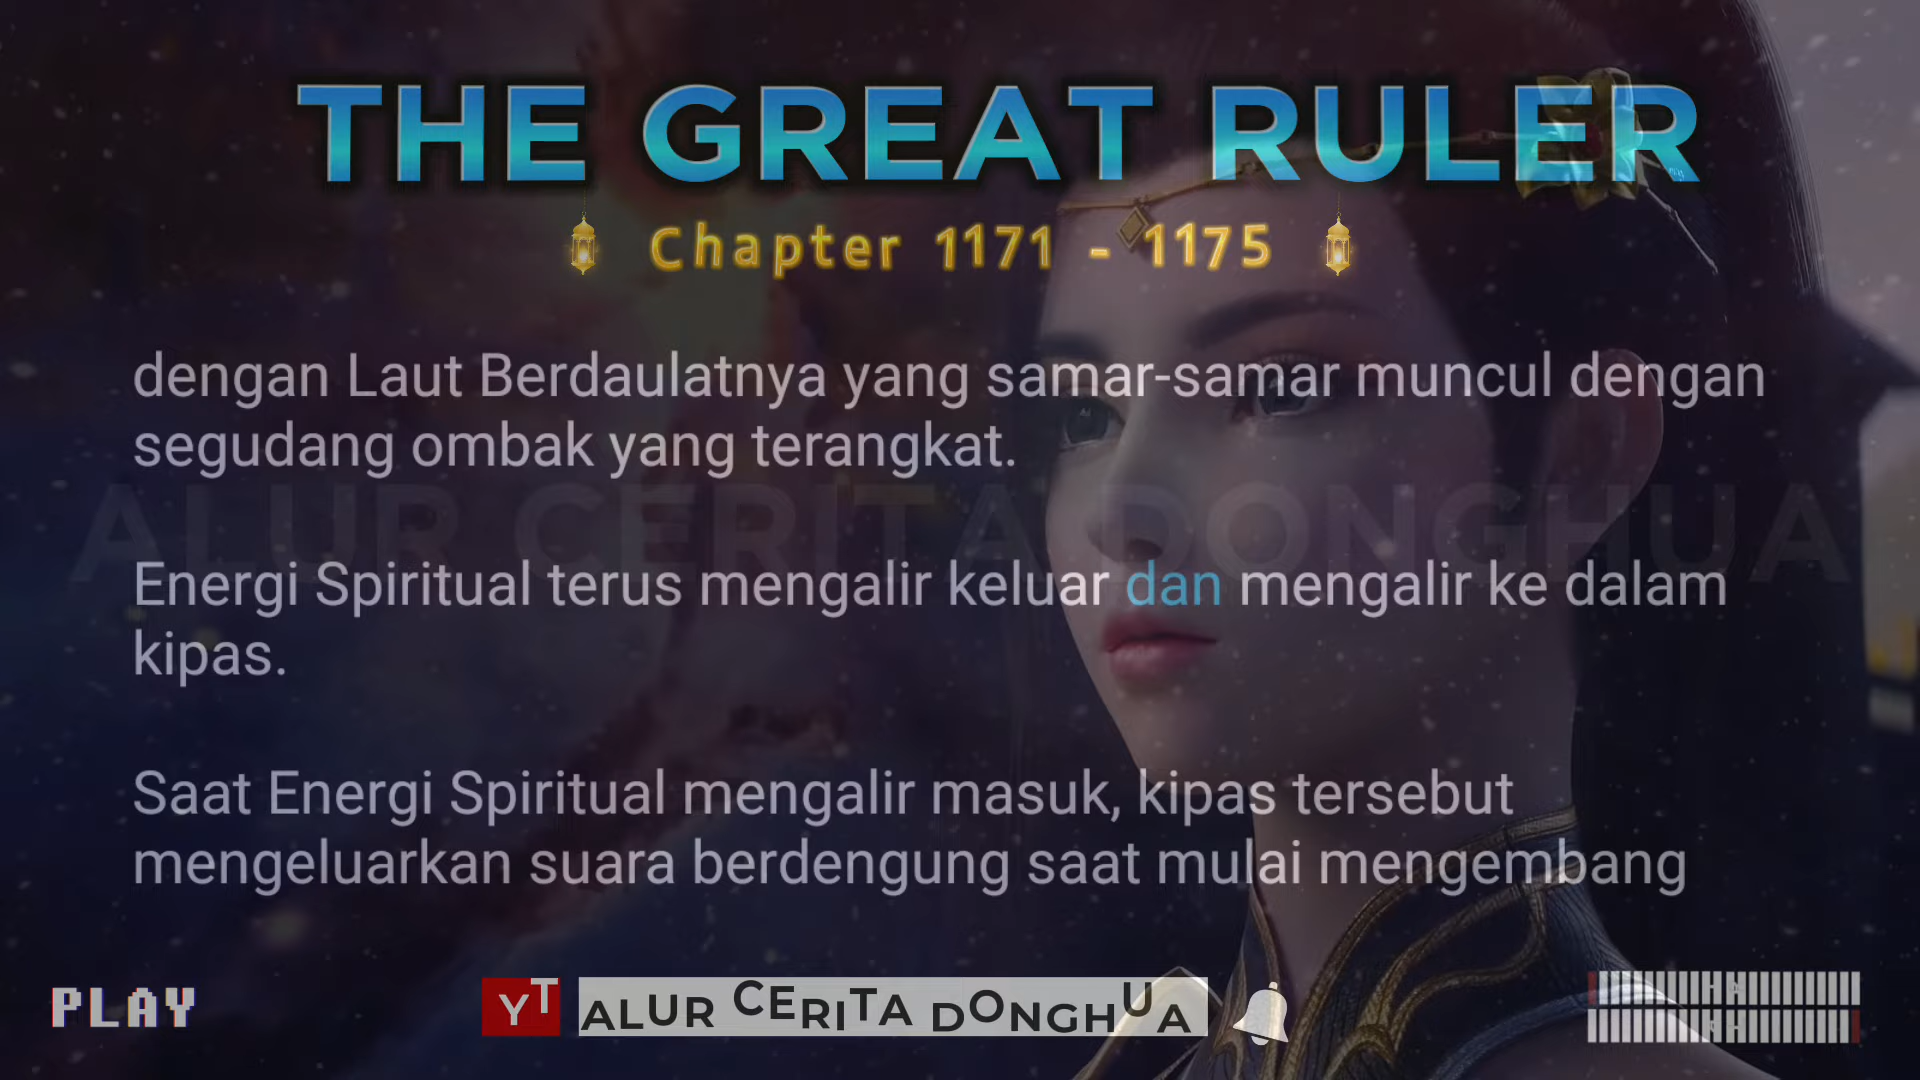 THE GREAT RULER
Chapter 1171 - 1175
dengan Laut Berdaulatnya yang samar-samar muncul dengan
segudang ombak yang terangkat.
ALUR CERITA DONGHUA
Energi Spiritual terus mengalir keluar dan mengalir ke dalam
kipas.
Saat Energi Spiritual mengalir masuk, kipas tersebut
mengeluarkan suara berdengung saat mulai mengembang
PLAY
YT ALUR CERITA DONGHUA